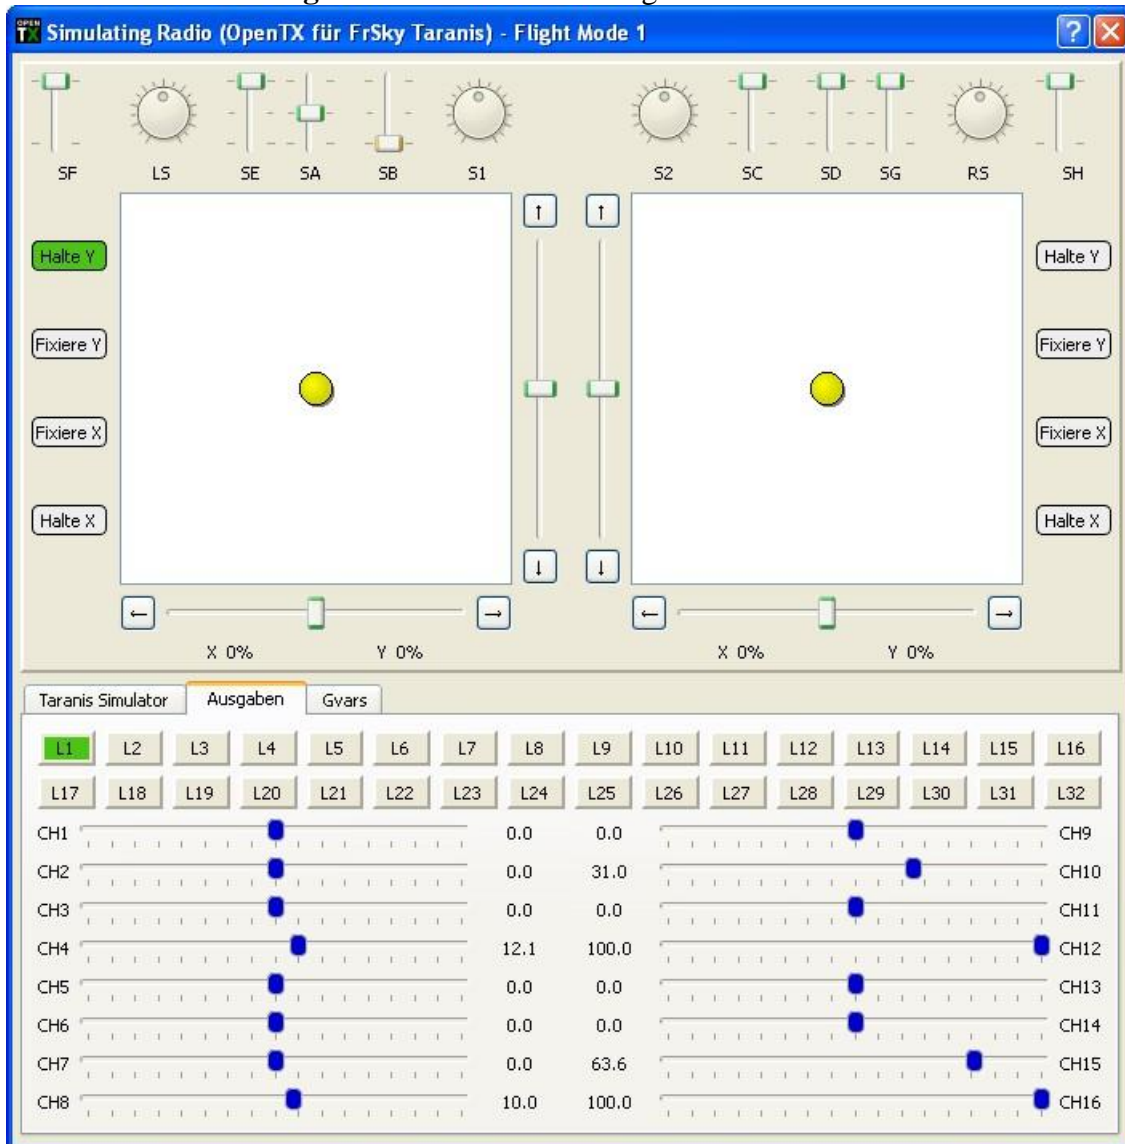 OPEN TX Simulating Radio (OpenTX für FrSky Taranis) - Flight Mode 1
SF LS SE SA SB S1 S2 SC SD SG RS SH
Halte Y Halte Y
Fixiere Y Fixiere Y
Fixiere X Fixiere X
Halte X Halte X
X 0% Y 0% X 0% Y 0%
Taranis Simulator Ausgaben Gvars
L1 L2 L3 L4 L5 L6 L7 L8 L9 L10 L11 L12 L13 L14 L15 L16
L17 L18 L19 L20 L21 L22 L23 L24 L25 L26 L27 L28 L29 L30 L31 L32
CH1 0.0 0.0 CH9
CH2 0.0 31.0 CH10
CH3 0.0 0.0 CH11
CH4 12.1 100.0 CH12
CH5 0.0 0.0 CH13
CH6 0.0 0.0 CH14
CH7 0.0 63.6 CH15
CH8 10.0 100.0 CH16